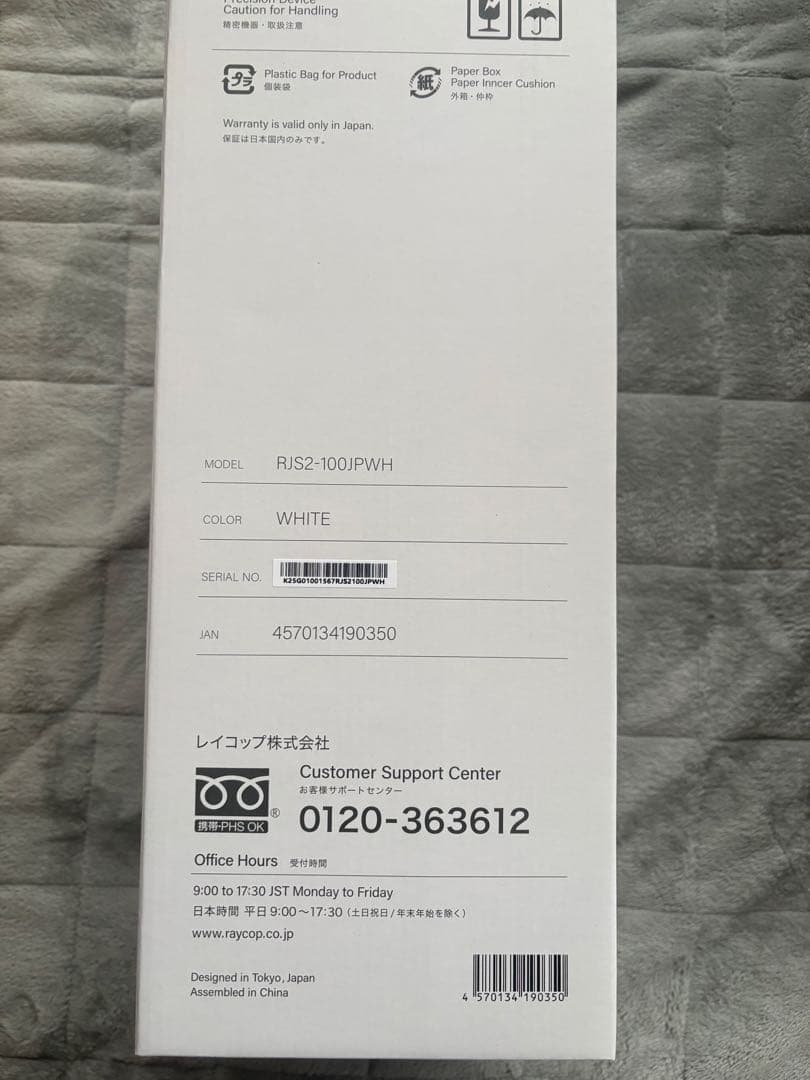 Precision Device
Caution for Handling
精密機器・取扱注意
プラ
Plastic Bag for Product
個装袋
紙
Paper Box
Paper Inncer Cushion
外箱・仲枠
Warranty is valid only in Japan.
保証は日本国内のみです。
MODEL RJS2-100JPWH
COLOR WHITE
SERIAL NO. K25G01001567RJS2100JPWH
JAN 4570134190350
レイコップ株式会社
Customer Support Center
お客様サポートセンター
携帯・PHS OK
®
0120-363612
Office Hours 受付時間
9:00 to 17:30 JST Monday to Friday
日本時間 平日 9:00〜17:30（土日祝日/年末年始を除く）
www.raycop.co.jp
Designed in Tokyo, Japan
Assembled in China
4 570134 190350